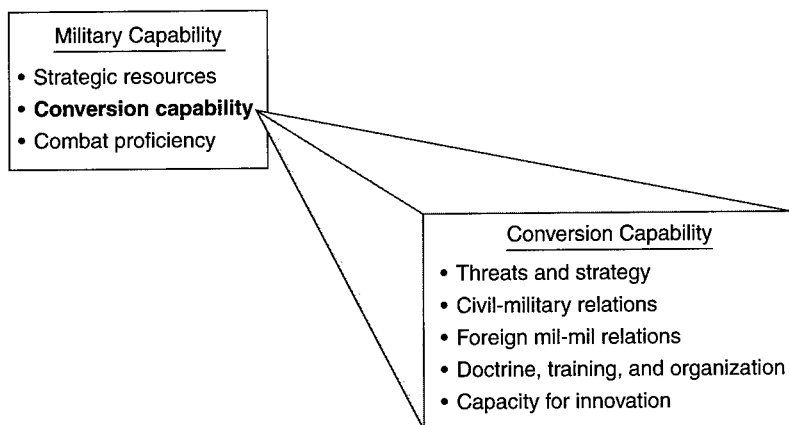 Military Capability
• Strategic resources
• Conversion capability
• Combat proficiency
Conversion Capability
• Threats and strategy
• Civil-military relations
• Foreign mil-mil relations
• Doctrine, training, and organization
• Capacity for innovation